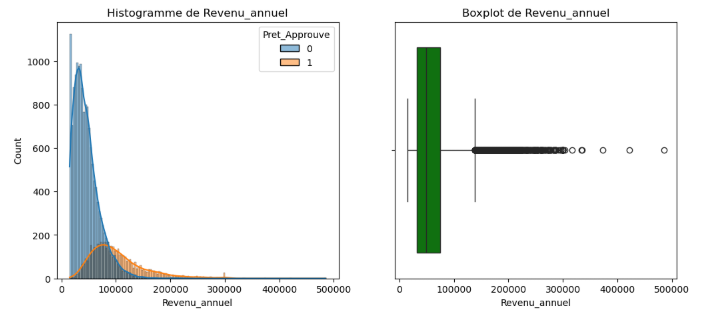 Histogramme de Revenu_annuel
Pret_Approuve
0
1
Count
1000
800
600
400
200
0
0 100000 200000 300000 400000 500000
Revenu_annuel
Boxplot de Revenu_annuel
0 100000 200000 300000 400000 500000
Revenu_annuel